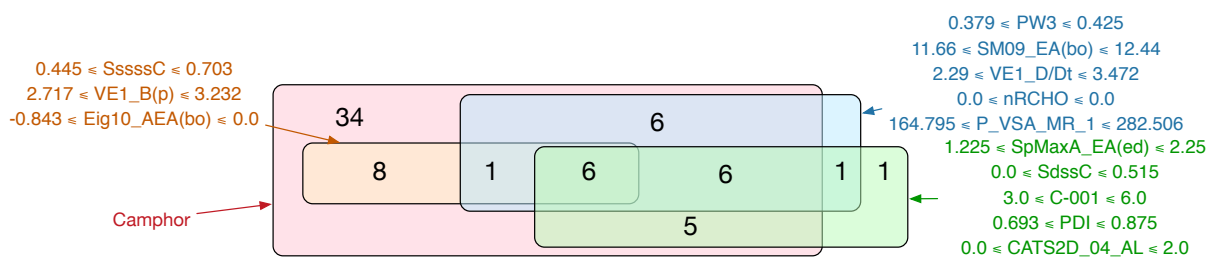 0.445 ⩽ SssssC ⩽ 0.703
2.717 ⩽ VE1_B(p) ⩽ 3.232
-0.843 ⩽ Eig10_AEA(bo) ⩽ 0.0
Camphor
34
6
8
1
6
6
1
1
5
0.379 ⩽ PW3 ⩽ 0.425
11.66 ⩽ SM09_EA(bo) ⩽ 12.44
2.29 ⩽ VE1_D/Dt ⩽ 3.472
0.0 ⩽ nRCHO ⩽ 0.0
164.795 ⩽ P_VSA_MR_1 ⩽ 282.506
1.225 ⩽ SpMaxA_EA(ed) ⩽ 2.25
0.0 ⩽ SdssC ⩽ 0.515
3.0 ⩽ C-001 ⩽ 6.0
0.693 ⩽ PDI ⩽ 0.875
0.0 ⩽ CATS2D_04_AL ⩽ 2.0